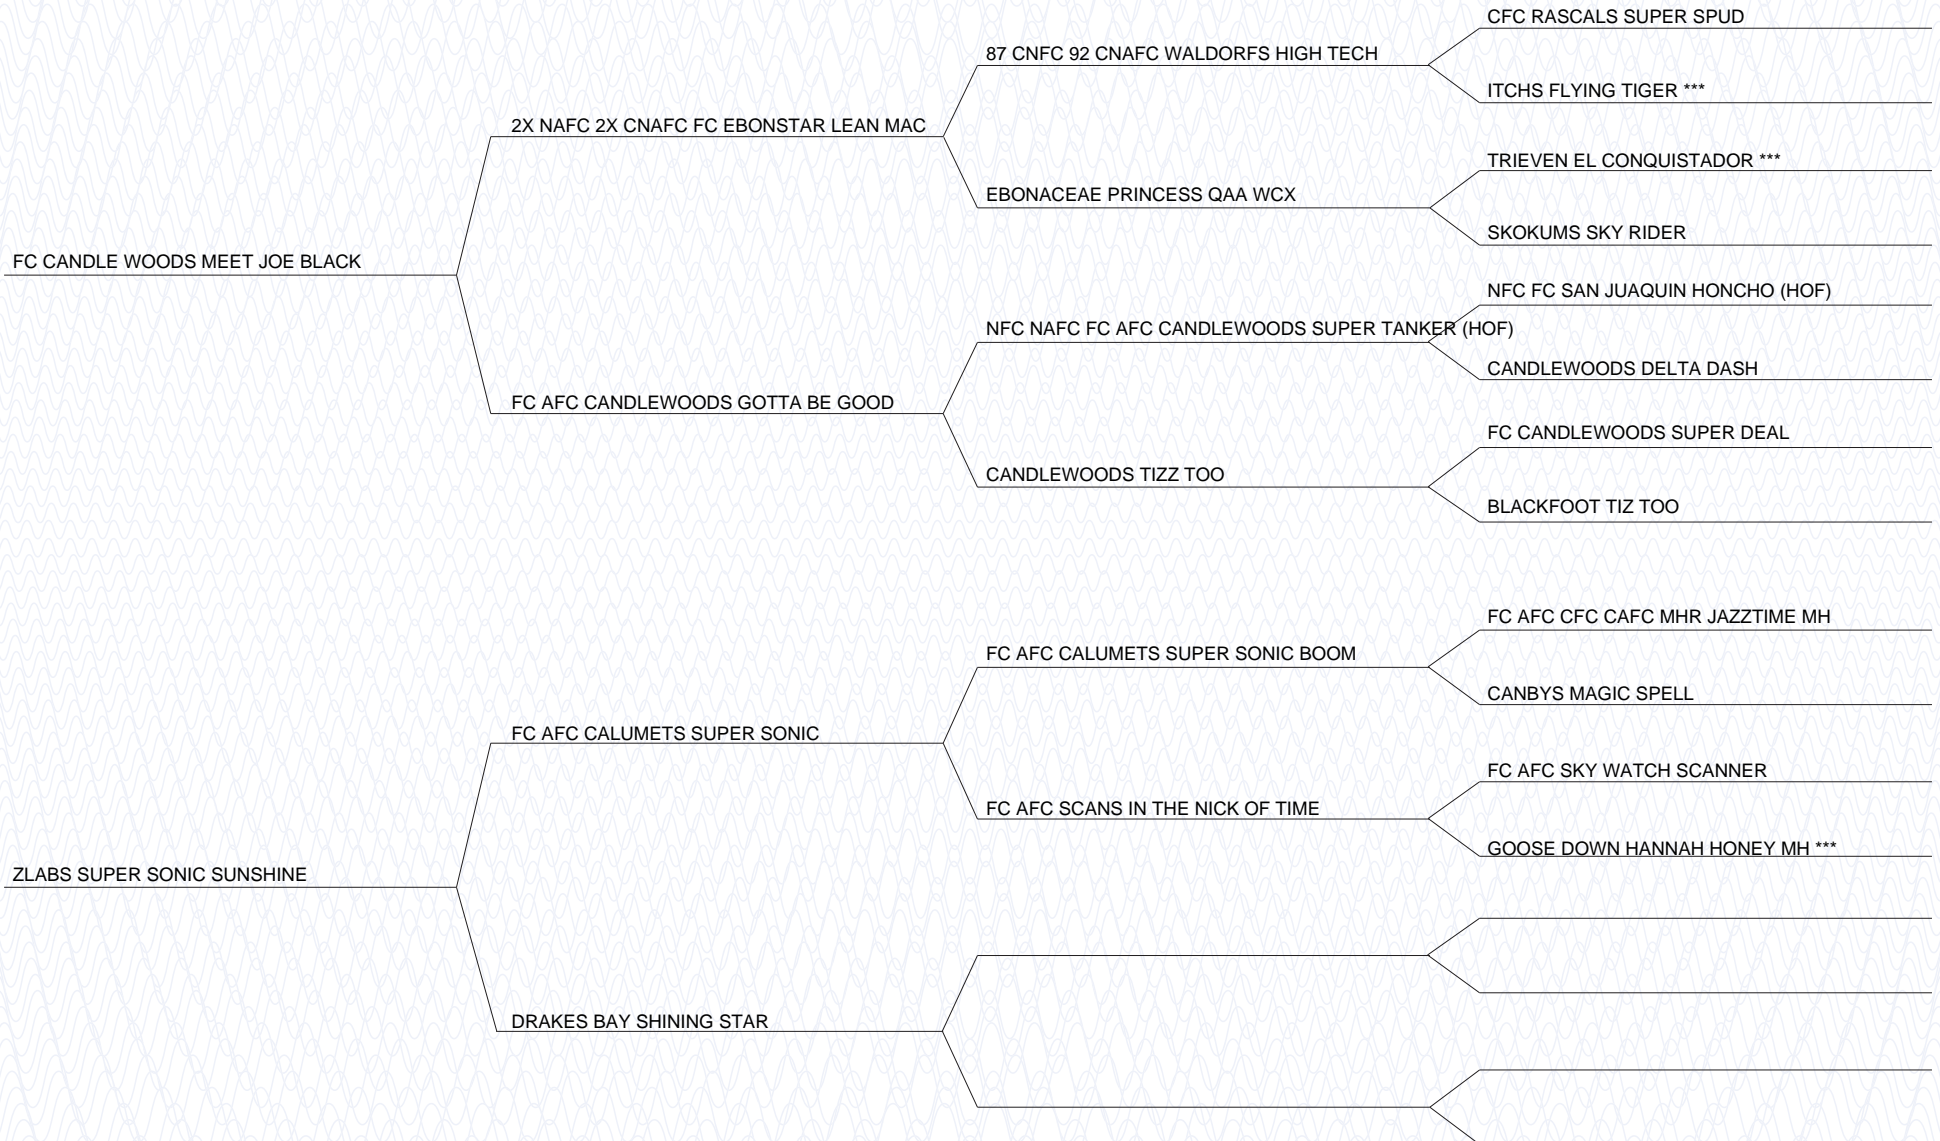 CFC RASCALS SUPER SPUD
87 CNFC 92 CNAFC WALDORFS HIGH TECH
ITCHS FLYING TIGER ***
2X NAFC 2X CNAFC FC EBONSTAR LEAN MAC
TRIEVEN EL CONQUISTADOR ***
EBONACEAE PRINCESS QAA WCX
SKOKUMS SKY RIDER
FC CANDLE WOODS MEET JOE BLACK
NFC FC SAN JUAQUIN HONCHO (HOF)
NFC NAFC FC AFC CANDLEWOODS SUPER TANKER (HOF)
CANDLEWOODS DELTA DASH
FC AFC CANDLEWOODS GOTTA BE GOOD
FC CANDLEWOODS SUPER DEAL
CANDLEWOODS TIZZ TOO
BLACKFOOT TIZ TOO
FC AFC CFC CAFC MHR JAZZTIME MH
FC AFC CALUMETS SUPER SONIC BOOM
CANBYS MAGIC SPELL
FC AFC CALUMETS SUPER SONIC
FC AFC SKY WATCH SCANNER
FC AFC SCANS IN THE NICK OF TIME
GOOSE DOWN HANNAH HONEY MH ***
ZLABS SUPER SONIC SUNSHINE
DRAKES BAY SHINING STAR